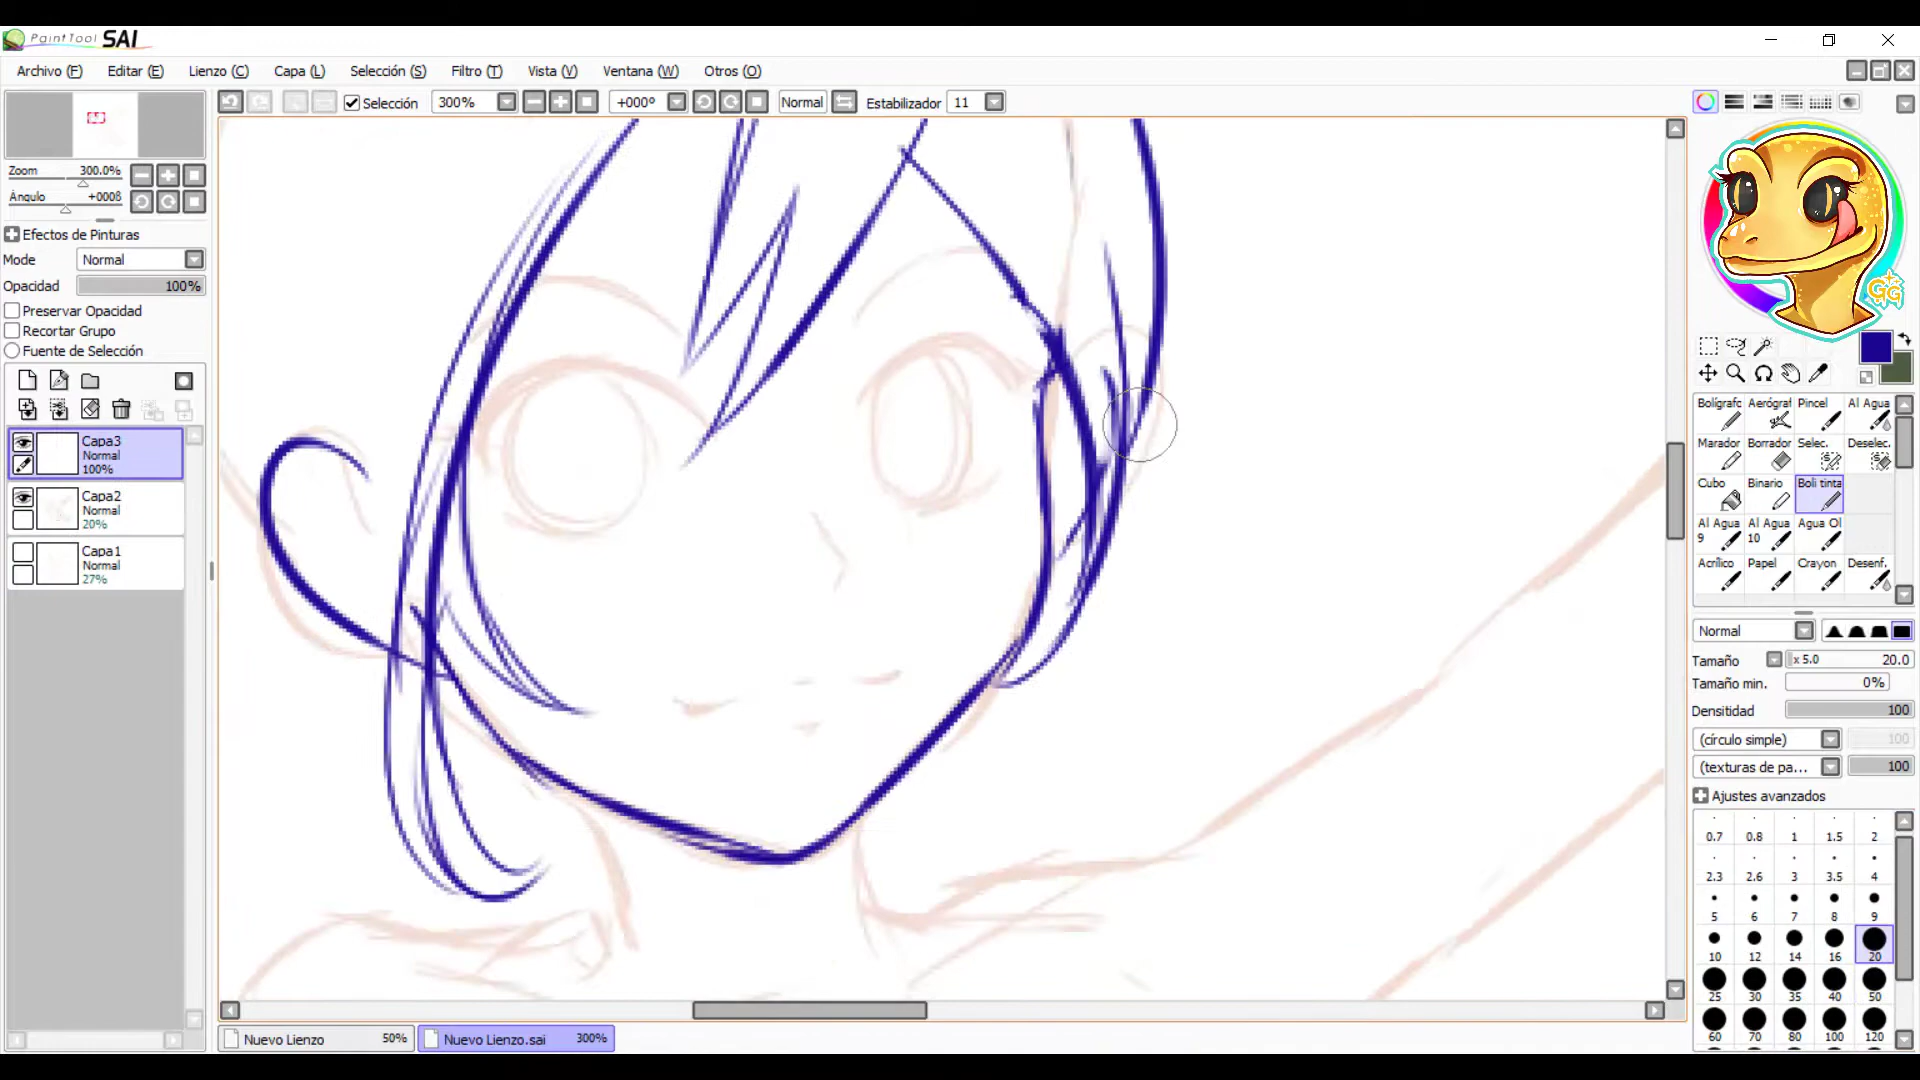 PaintTool SAI
Archivo (F) Editar (E) Lienzo (C) Capa (L) Selección (S) Filtro (T) Vista (V) Ventana (W) Otros (O)
Selección 300% +000º Normal Estabilizador 11
Zoom 300.0%
Ángulo +000ß
Efectos de Pinturas
Mode Normal
Opacidad 100%
Preservar Opacidad
Recortar Grupo
Fuente de Selección
Capa3
Normal
100%
Capa2
Normal
20%
Capa1
Normal
27%
GG
Bolígrafc Aerógraf Pincel Al Agua
Marador Borrador Selec. Deselec.
Cubo Binario Boli tinta
Al Agua 9 Al Agua 10 Agua Ol
Acrílico Papel Crayon Desenf.
Normal
Tamaño x 5.0 20.0
Tamaño min. 0%
Densitidad 100
(círculo simple) 100
(texturas de pa... 100
Ajustes avanzados
0.7 0.8 1 1.5 2
2.3 2.6 3 3.5 4
5 6 7 8 9
10 12 14 16 20
25 30 35 40 50
60 70 80 100 120
Nuevo Lienzo 50% Nuevo Lienzo.sai 300%